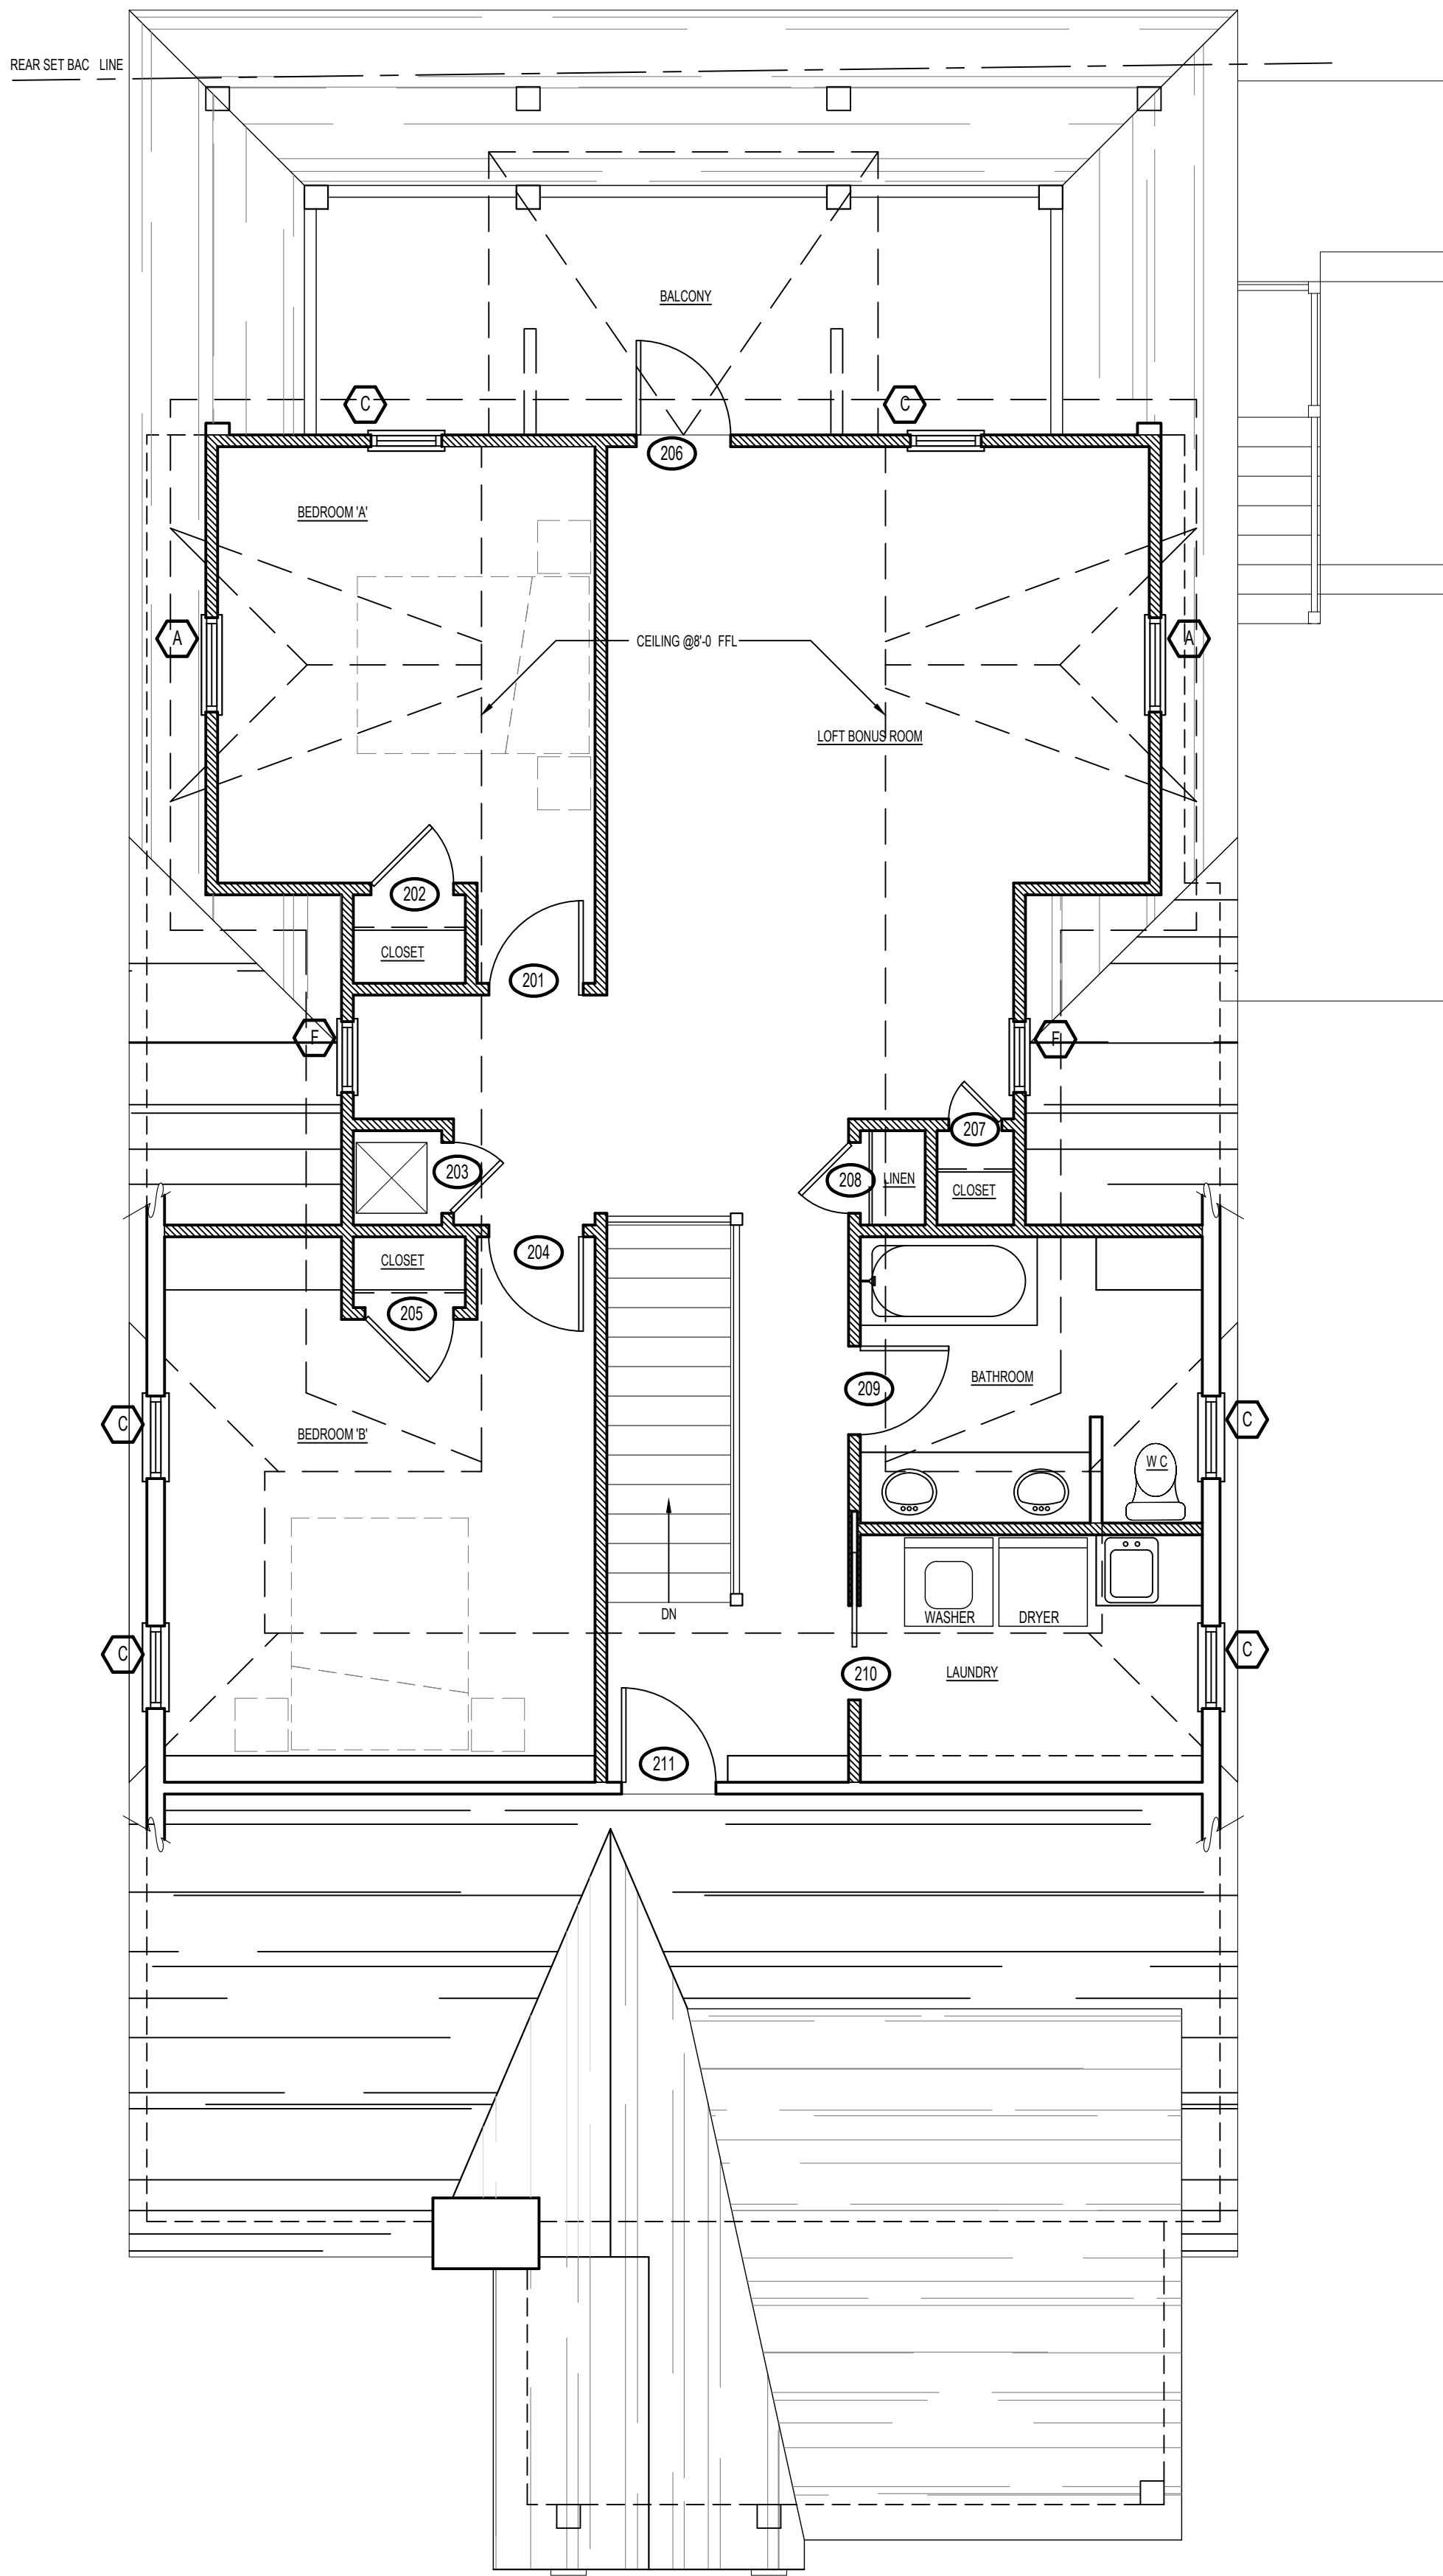 REAR SET BAC LINE
BALCONY
C
C
206
BEDROOM 'A'
A
CEILING @8'-0 FFL
A
LOFT BONUS ROOM
202
CLOSET
201
F
F
207
203
208
LINEN
CLOSET
204
CLOSET
205
BATHROOM
209
C
C
BEDROOM 'B'
W C
DN
WASHER
DRYER
C
C
210
LAUNDRY
211